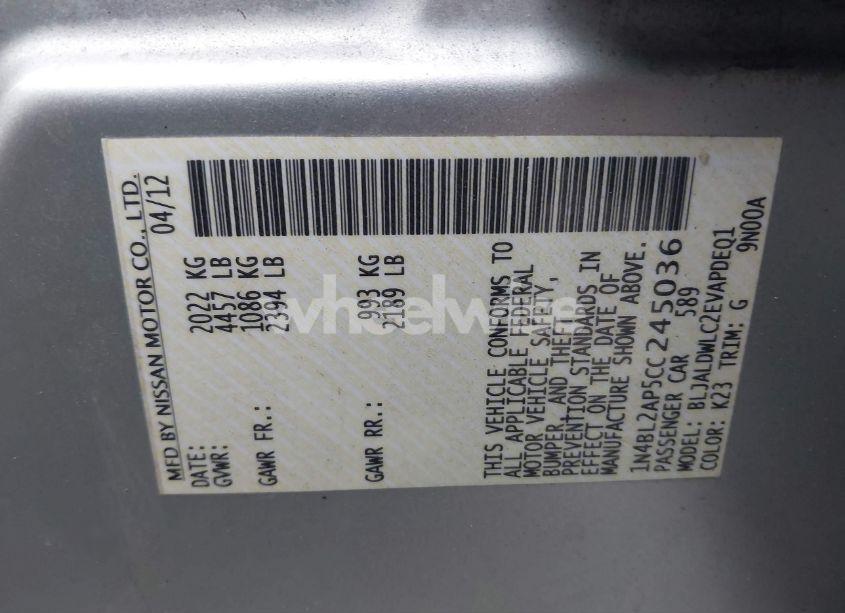 MFD BY NISSAN MOTOR CO., LTD.
DATE: 04/12
GVWR: 2022 KG
4457 LB
GAWR FR.: 1086 KG
2394 LB
GAWR RR.: 993 KG
2189 LB
THIS VEHICLE CONFORMS TO
ALL APPLICABLE FEDERAL
MOTOR VEHICLE SAFETY,
BUMPER, AND THEFT
PREVENTION STANDARDS IN
EFFECT ON THE DATE OF
MANUFACTURE SHOWN ABOVE.
1N4BL2AP5CC245036
PASSENGER CAR 589
MODEL: BLJALDWLC2EVAPDEQ1
COLOR: K23 TRIM: G 9N00A